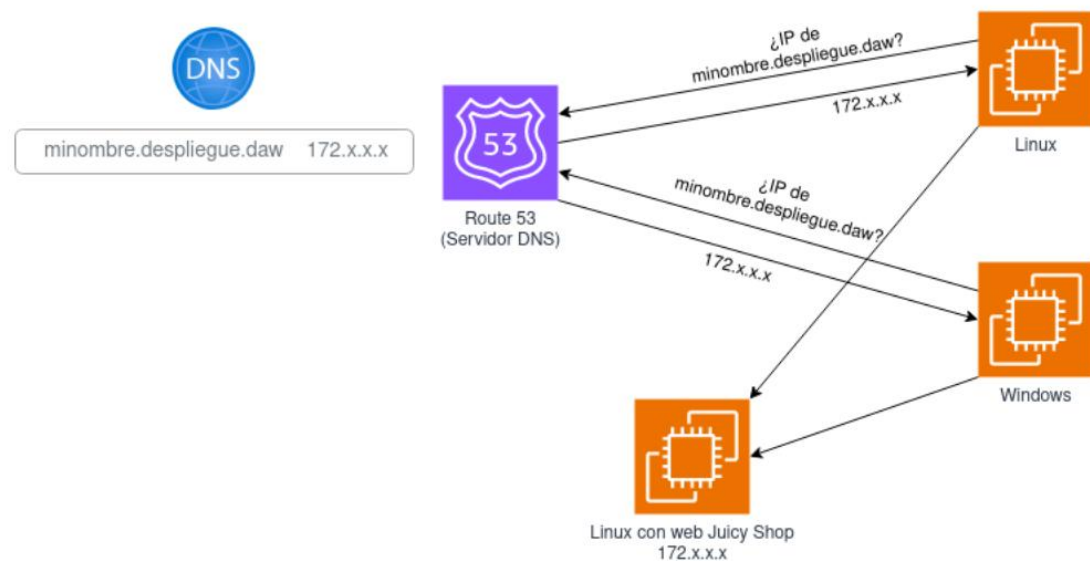 DNS
minombre.despliegue.daw 172.x.x.x
53
Route 53
(Servidor DNS)
¿IP de
minombre.despliegue.daw?
172.x.x.x
Linux
¿IP de
minombre.despliegue.daw?
172.x.x.x
Windows
Linux con web Juicy Shop
172.x.x.x